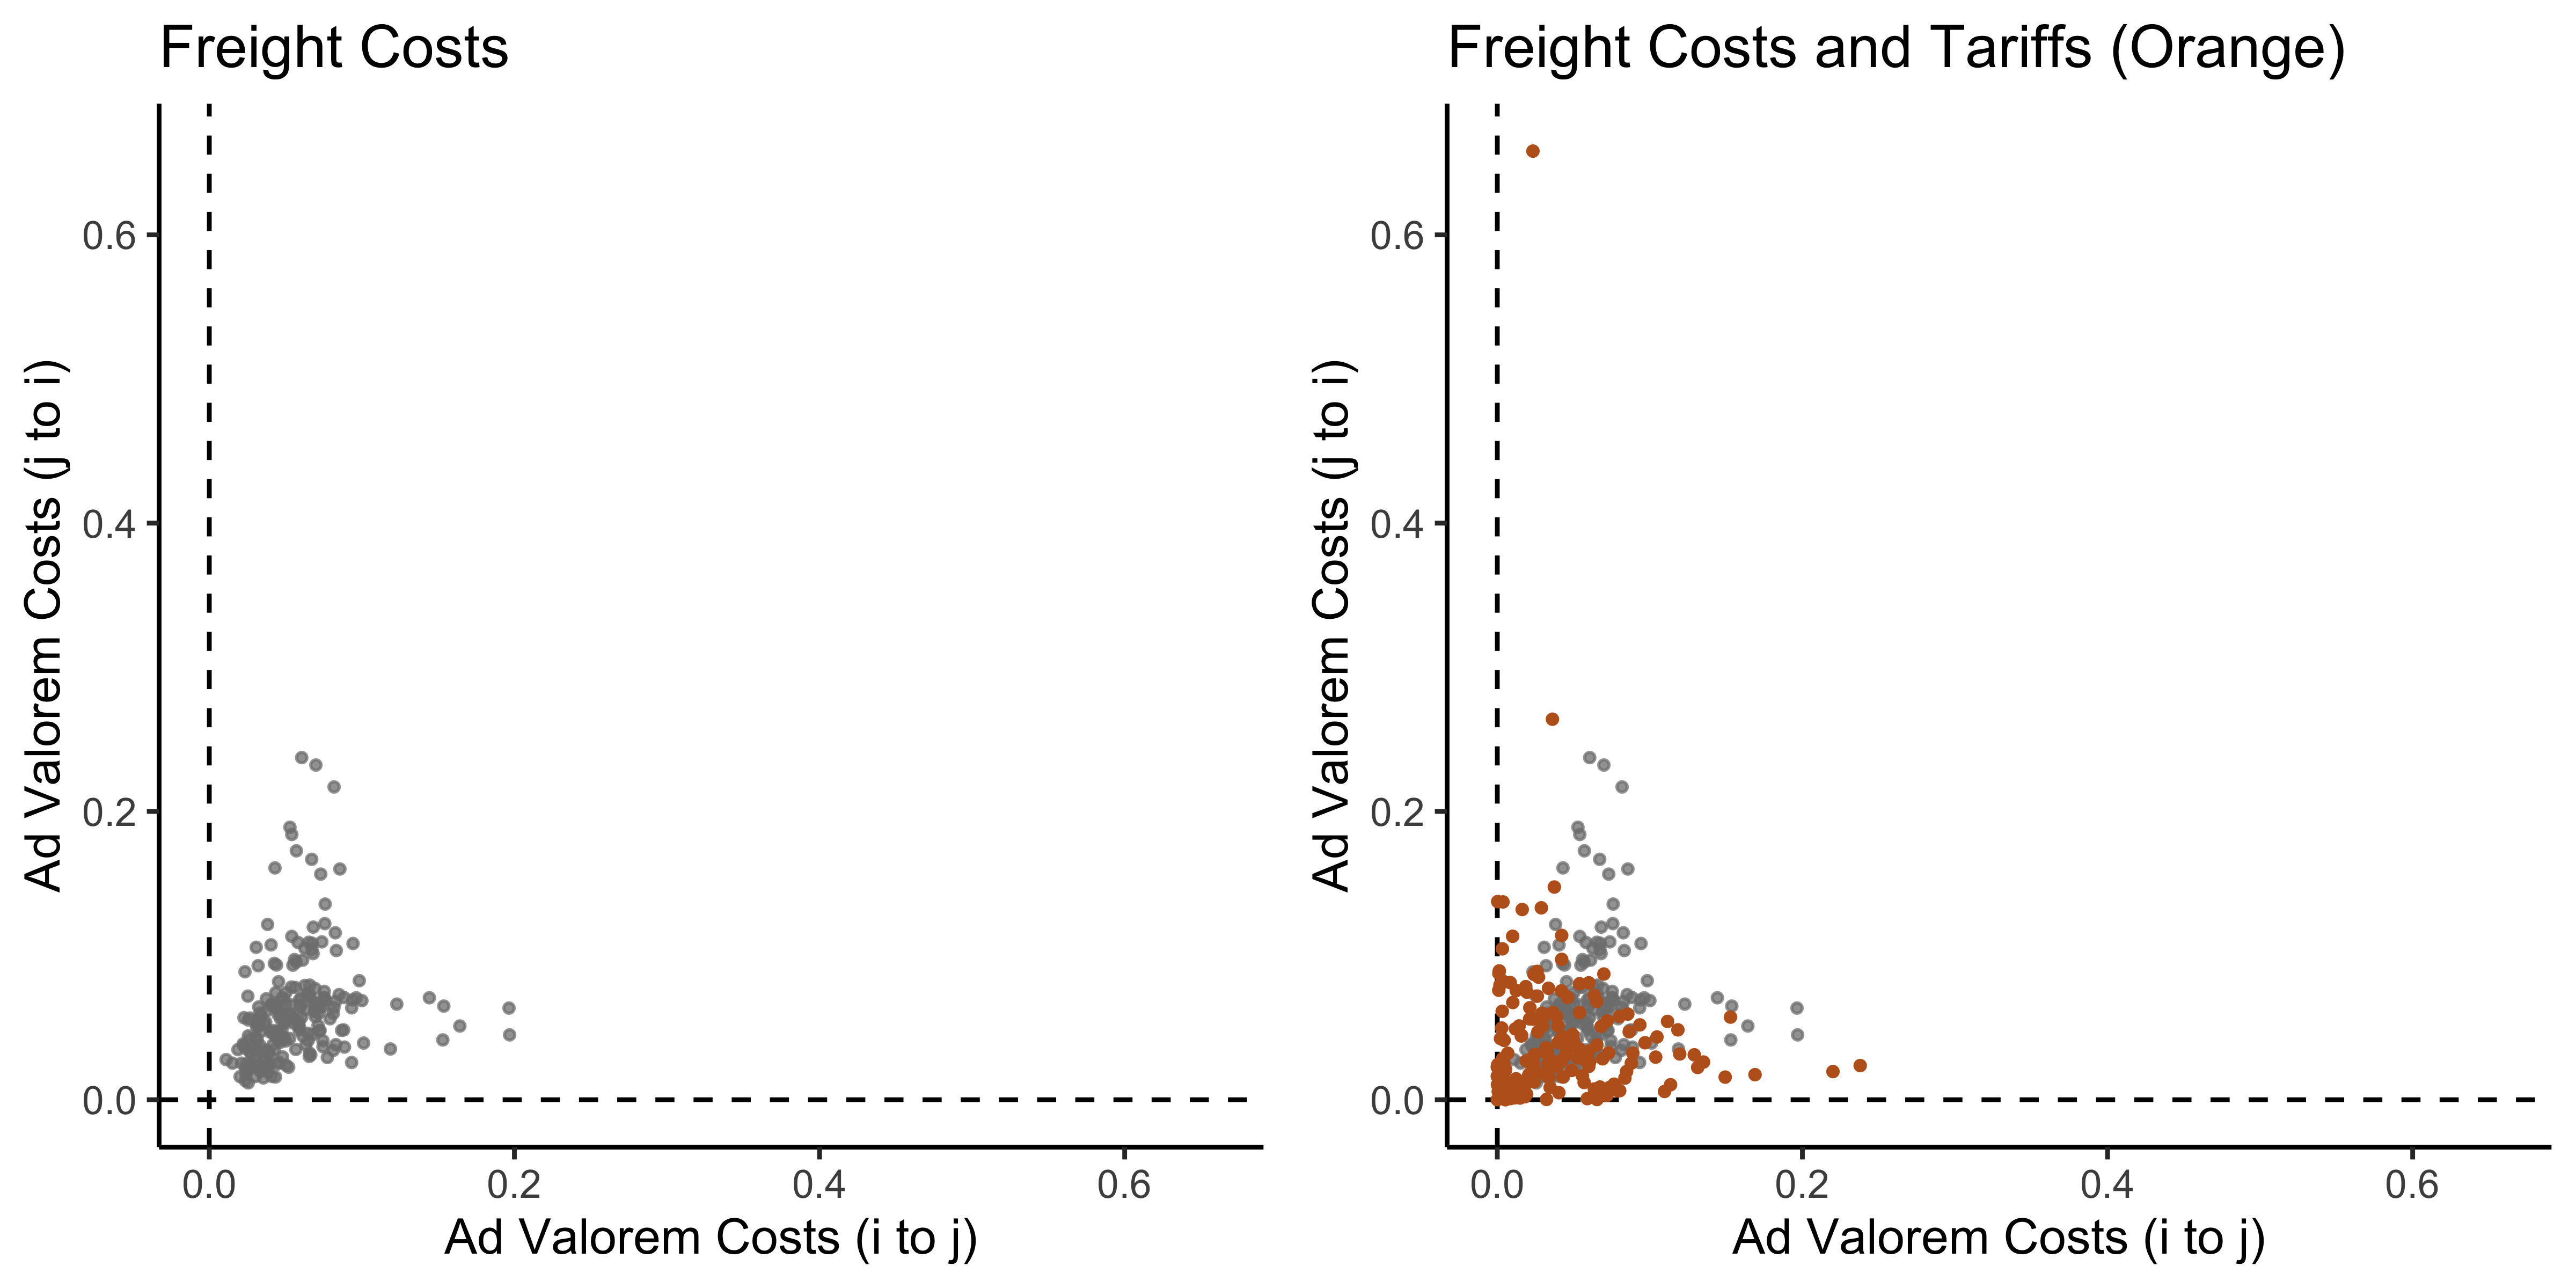 Freight Costs
Ad Valorem Costs (j to i)
0.6
0.4
0.2
0.0
0.0 0.2 0.4 0.6
Ad Valorem Costs (i to j)
Freight Costs and Tariffs (Orange)
Ad Valorem Costs (j to i)
0.6
0.4
0.2
0.0
0.0 0.2 0.4 0.6
Ad Valorem Costs (i to j)